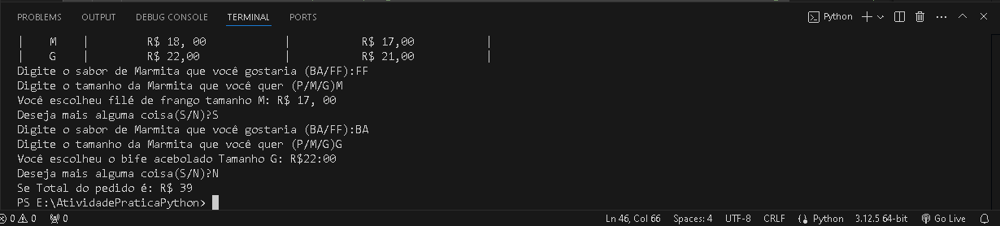 PROBLEMS OUTPUT DEBUG CONSOLE TERMINAL PORTS Python
| M | R$ 18, 00 | R$ 17,00 |
| G | R$ 22,00 | R$ 21,00 |
Digite o sabor de Marmita que você gostaria (BA/FF):FF
Digite o tamanho da Marmita que você quer (P/M/G)M
Você escolheu filé de frango tamanho M: R$ 17, 00
Deseja mais alguma coisa(S/N)?S
Digite o sabor de Marmita que você gostaria (BA/FF):BA
Digite o tamanho da Marmita que você quer (P/M/G)G
Você escolheu o bife acebolado Tamanho G: R$22:00
Deseja mais alguma coisa(S/N)?N
Se Total do pedido é: R$ 39
PS E:\AtividadePraticaPython>
0 0 0 Ln 46, Col 66 Spaces: 4 UTF-8 CRLF Python 3.12.5 64-bit Go Live